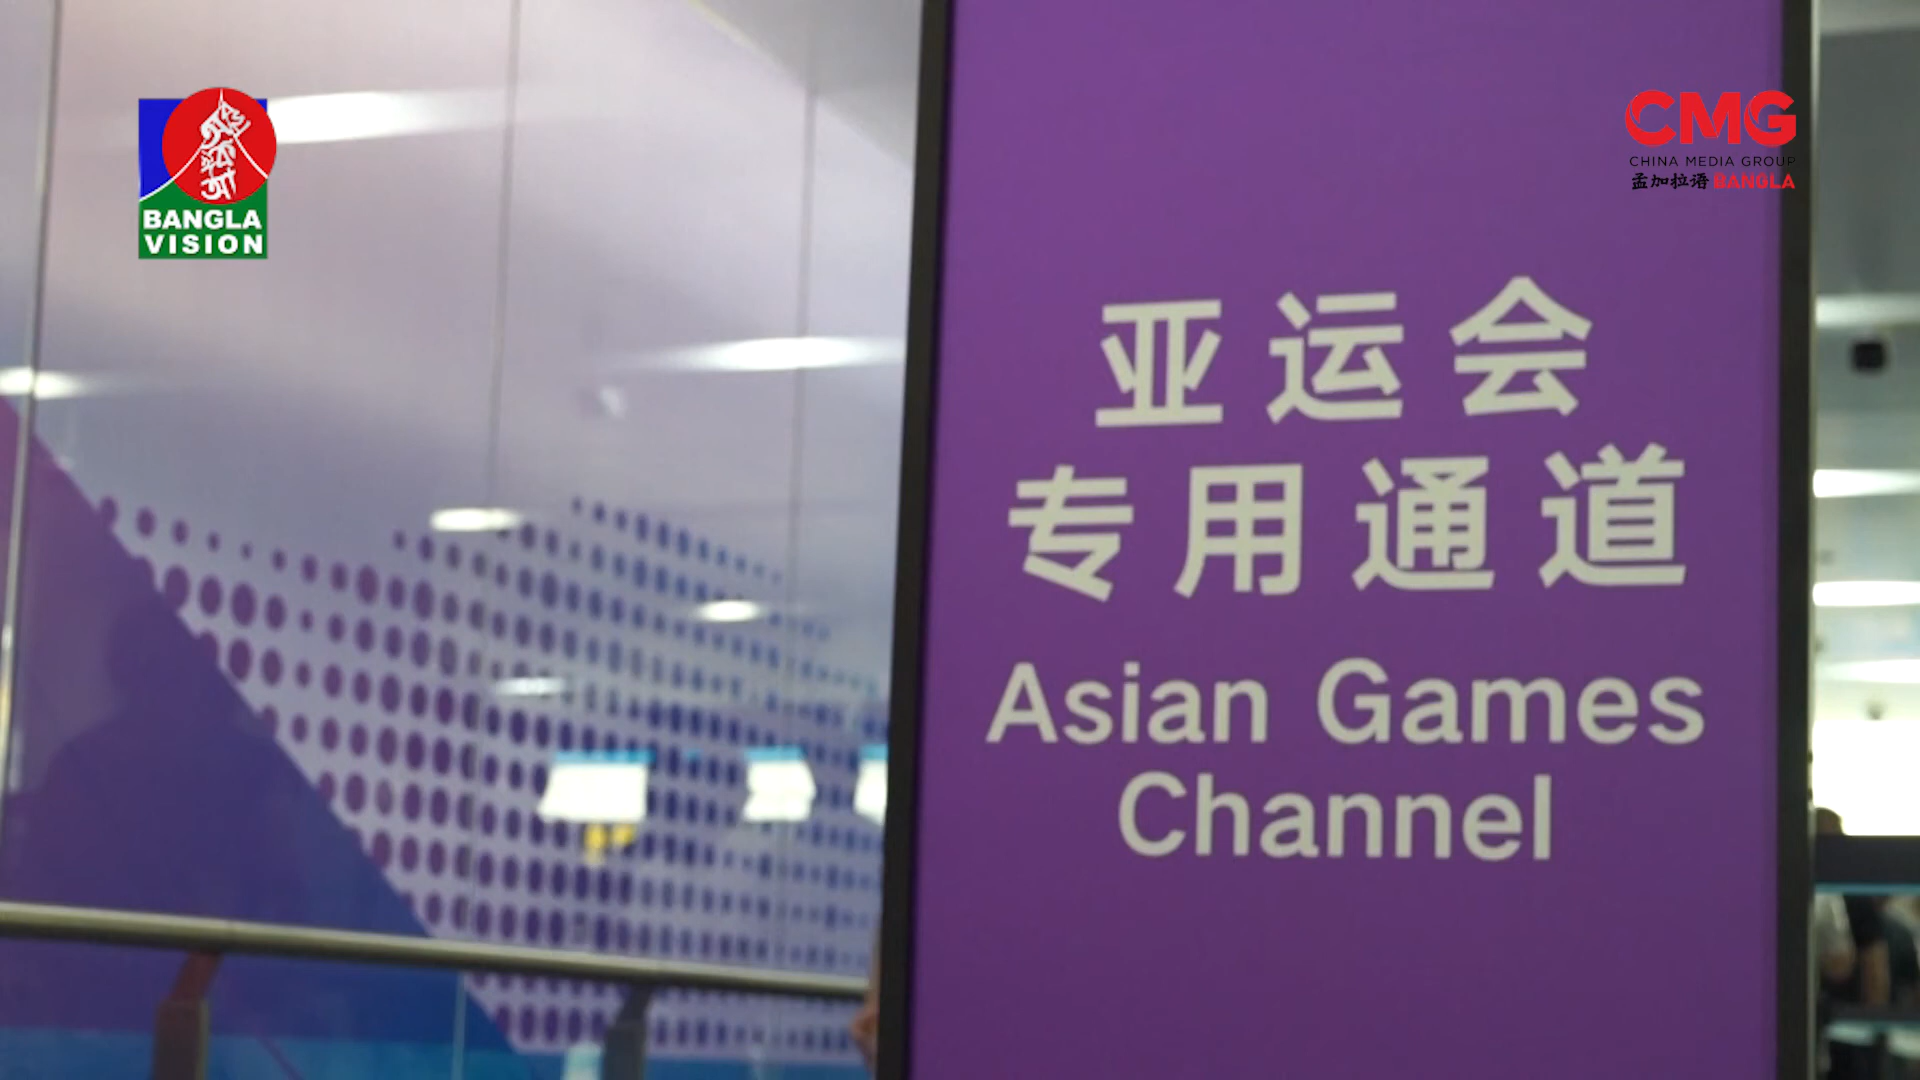 BANGLA
VISION
CMG
CHINA MEDIA GROUP
孟加拉语 BANGLA
亚运会
专用通道
Asian Games
Channel